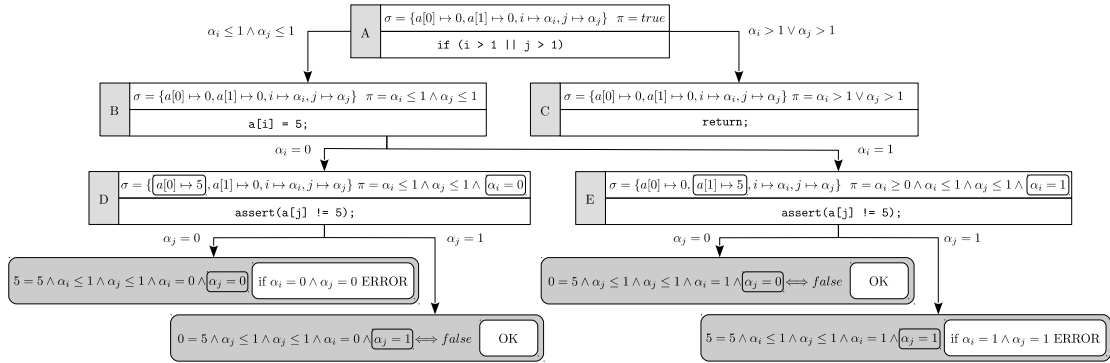 σ = {a[0] ↦ 0, a[1] ↦ 0, i ↦ αᵢ, j ↦ αⱼ} π = true
αᵢ ≤ 1 ∧ αⱼ ≤ 1
A
αᵢ > 1 ∨ αⱼ > 1
if (i > 1 || j > 1)
σ = {a[0] ↦ 0, a[1] ↦ 0, i ↦ αᵢ, j ↦ αⱼ} π = αᵢ ≤ 1 ∧ αⱼ ≤ 1
B
a[i] = 5;
σ = {a[0] ↦ 0, a[1] ↦ 0, i ↦ αᵢ, j ↦ αⱼ} π = αᵢ > 1 ∨ αⱼ > 1
C
return;
αᵢ = 0
αᵢ = 1
σ = {a[0] ↦ 5, a[1] ↦ 0, i ↦ αᵢ, j ↦ αⱼ} π = αᵢ ≤ 1 ∧ αⱼ ≤ 1 ∧ αᵢ = 0
D
assert(a[j] != 5);
σ = {a[0] ↦ 0, a[1] ↦ 5, i ↦ αᵢ, j ↦ αⱼ} π = αᵢ ≥ 0 ∧ αᵢ ≤ 1 ∧ αⱼ ≤ 1 ∧ αᵢ = 1
E
assert(a[j] != 5);
αⱼ = 0
αⱼ = 1
αⱼ = 0
αⱼ = 1
5 = 5 ∧ αᵢ ≤ 1 ∧ αⱼ ≤ 1 ∧ αᵢ = 0 ∧ αⱼ = 0 if αᵢ = 0 ∧ αⱼ = 0 ERROR
0 = 5 ∧ αⱼ ≤ 1 ∧ αⱼ ≤ 1 ∧ αᵢ = 1 ∧ αⱼ = 0 ⟺ false OK
0 = 5 ∧ αⱼ ≤ 1 ∧ αⱼ ≤ 1 ∧ αᵢ = 0 ∧ αⱼ = 1 ⟺ false OK
5 = 5 ∧ αᵢ ≤ 1 ∧ αⱼ ≤ 1 ∧ αᵢ = 1 ∧ αⱼ = 1 if αᵢ = 1 ∧ αⱼ = 1 ERROR